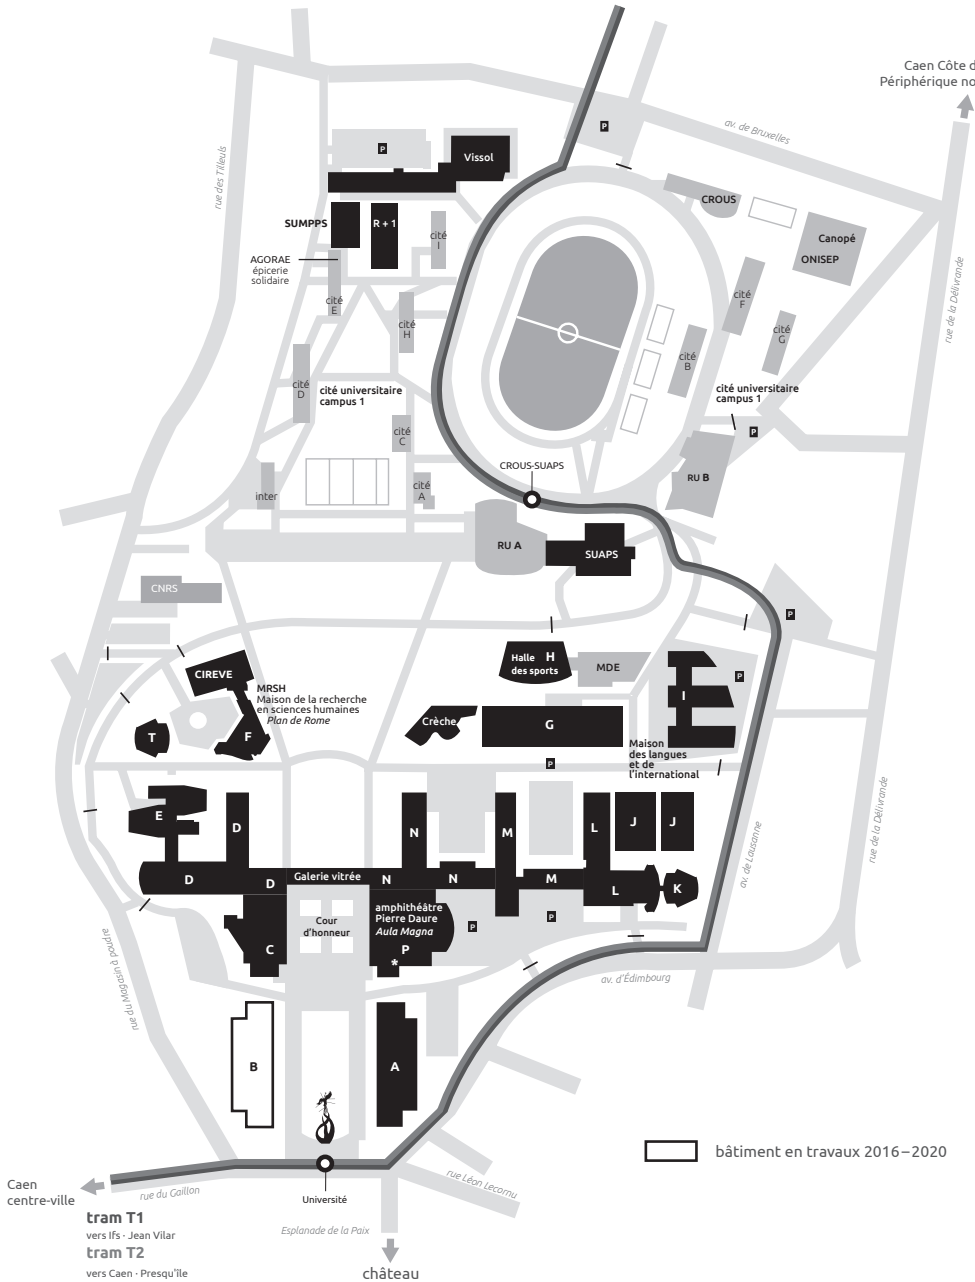 Caen Côte d
Périphérique no
av. de Bruxelles
P
rue des Tilleuls
P
Vissol
CROUS
SUMPPS
R + 1
cité
I
Canopé
ONISEP
AGORAE
épicerie
solidaire
rue de la Délivrande
cité
E
cité
H
cité
F
cité
G
cité
B
cité
D
cité universitaire
campus 1
cité universitaire
campus 1
cité
C
P
CROUS-SUAPS
RU B
inter
cité
A
RU A
SUAPS
CNRS
P
Halle H
des sports
MDE
CIREVE
MRSH
Maison de la recherche
en sciences humaines
Plan de Rome
P
I
T
F
Crèche
G
Maison
des langues
et de
l'international
P
E
D
N
M
L
J
J
rue de la Délivrande
av. de Lausanne
D
D
Galerie vitrée
N
N
M
L
K
amphithéâtre
Pierre Daure
Aula Magna
P
*
Cour
d'honneur
P
P
C
rue du Magasin à poudre
av. d'Édimbourg
B
A
bâtiment en travaux 2016–2020
Caen
centre-ville
rue du Gaillon
Université
rue Léon Lecornu
tram T1
vers Ifs · Jean Vilar
tram T2
vers Caen · Presqu'île
Esplanade de la Paix
château